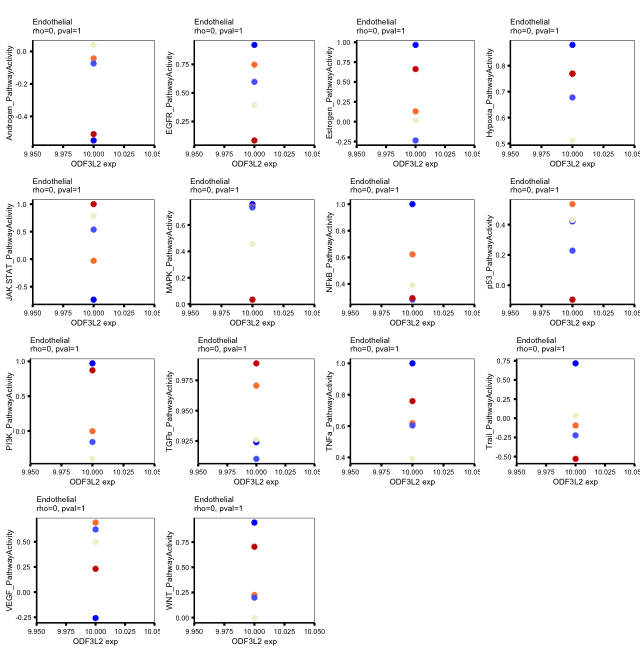 Endothelial
rho=0, pval=1
Androgen_PathwayActivity
0.0
-0.2
-0.4
9.950 9.975 10.000 10.025 10.05
ODF3L2 exp
Endothelial
rho=0, pval=1
EGFR_PathwayActivity
0.75
0.50
0.25
9.950 9.975 10.000 10.025 10.05
ODF3L2 exp
Endothelial
rho=0, pval=1
Estrogen_PathwayActivity
1.00
0.75
0.50
0.25
0.00
-0.25
9.950 9.975 10.000 10.025 10.05
ODF3L2 exp
Endothelial
rho=0, pval=1
Hypoxia_PathwayActivity
0.8
0.7
0.6
0.5
9.950 9.975 10.000 10.025 10.05
ODF3L2 exp
Endothelial
rho=0, pval=1
JAK.STAT_PathwayActivity
1.0
0.5
0.0
-0.5
9.950 9.975 10.000 10.025 10.05
ODF3L2 exp
Endothelial
rho=0, pval=1
MAPK_PathwayActivity
0.6
0.4
0.2
0.0
9.950 9.975 10.000 10.025 10.05
ODF3L2 exp
Endothelial
rho=0, pval=1
NFkB_PathwayActivity
1.0
0.8
0.6
0.4
9.950 9.975 10.000 10.025 10.05
ODF3L2 exp
Endothelial
rho=0, pval=1
p53_PathwayActivity
0.4
0.2
0.0
9.950 9.975 10.000 10.025 10.05
ODF3L2 exp
Endothelial
rho=0, pval=1
PI3K_PathwayActivity
1.0
0.5
0.0
9.950 9.975 10.000 10.025 10.05
ODF3L2 exp
Endothelial
rho=0, pval=1
TGFb_PathwayActivity
0.975
0.950
0.925
9.950 9.975 10.000 10.025 10.05
ODF3L2 exp
Endothelial
rho=0, pval=1
TNFa_PathwayActivity
1.0
0.8
0.6
0.4
9.950 9.975 10.000 10.025 10.05
ODF3L2 exp
Endothelial
rho=0, pval=1
Trail_PathwayActivity
0.75
0.50
0.25
0.00
-0.25
-0.50
9.950 9.975 10.000 10.025 10.05
ODF3L2 exp
Endothelial
rho=0, pval=1
VEGF_PathwayActivity
0.50
0.25
0.00
-0.25
9.950 9.975 10.000 10.025 10.05
ODF3L2 exp
Endothelial
rho=0, pval=1
WNT_PathwayActivity
0.75
0.50
0.25
0.00
9.950 9.975 10.000 10.025 10.050
ODF3L2 exp